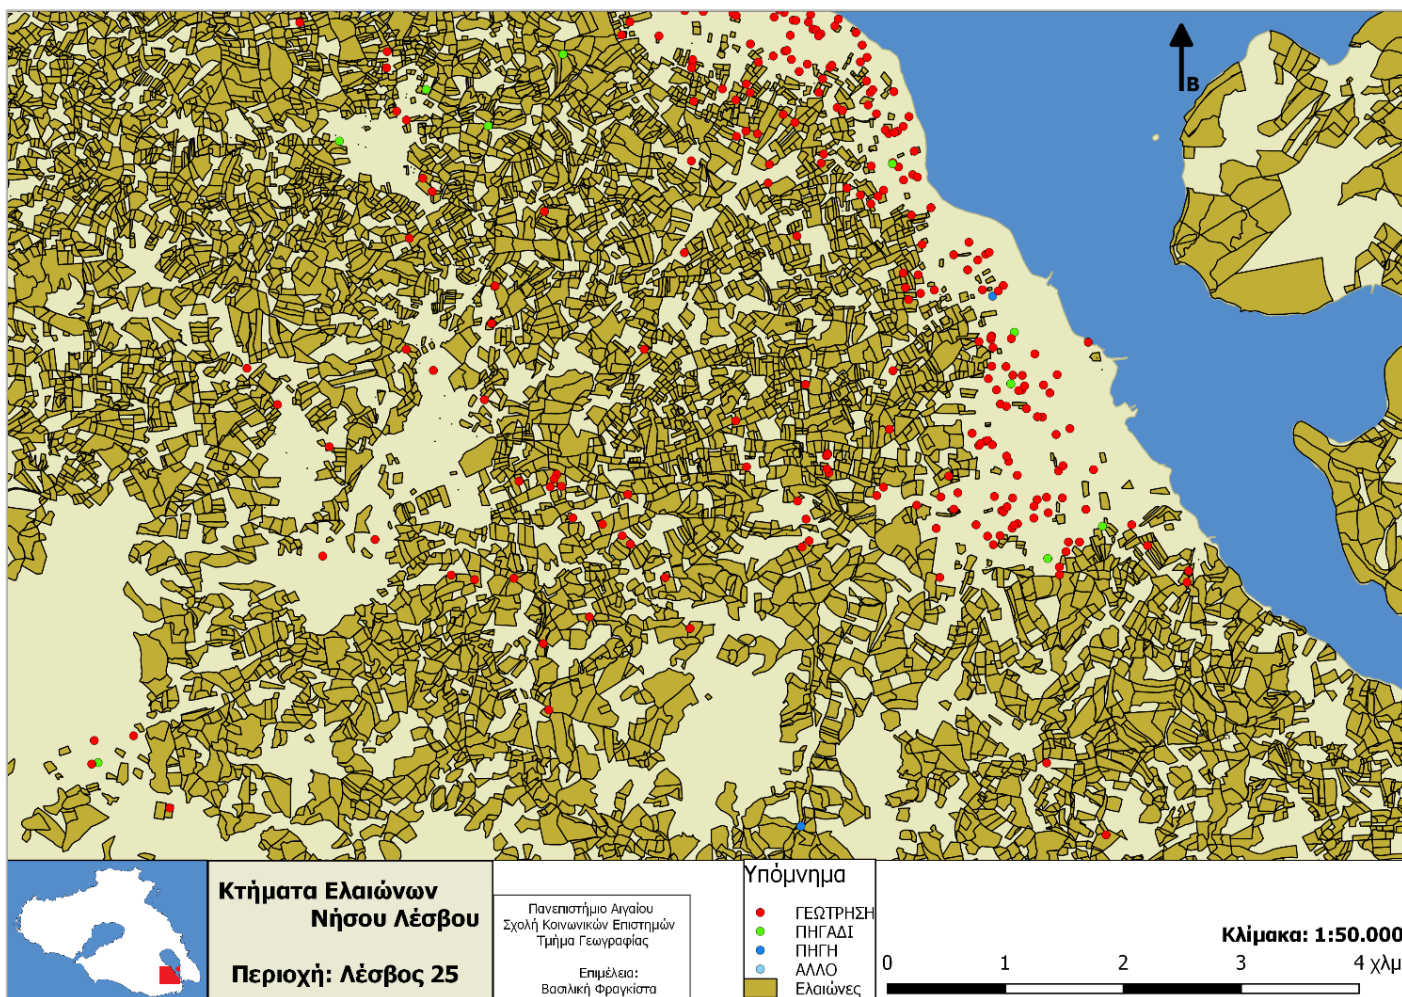 B
Κτήματα Ελαιώνων
Νήσου Λέσβου
Περιοχή: Λέσβος 25
Πανεπιστήμιο Αιγαίου
Σχολή Κοινωνικών Επιστημών
Τμήμα Γεωγραφίας
Επιμέλεια:
Βασιλική Φραγκίστα
Υπόμνημα
ΓΕΩΤΡΗΣΗ
ΠΗΓΑΔΙ
ΠΗΓΗ
ΑΛΛΟ
Ελαιώνες
Κλίμακα: 1:50.000
0 1 2 3 4 χλμ